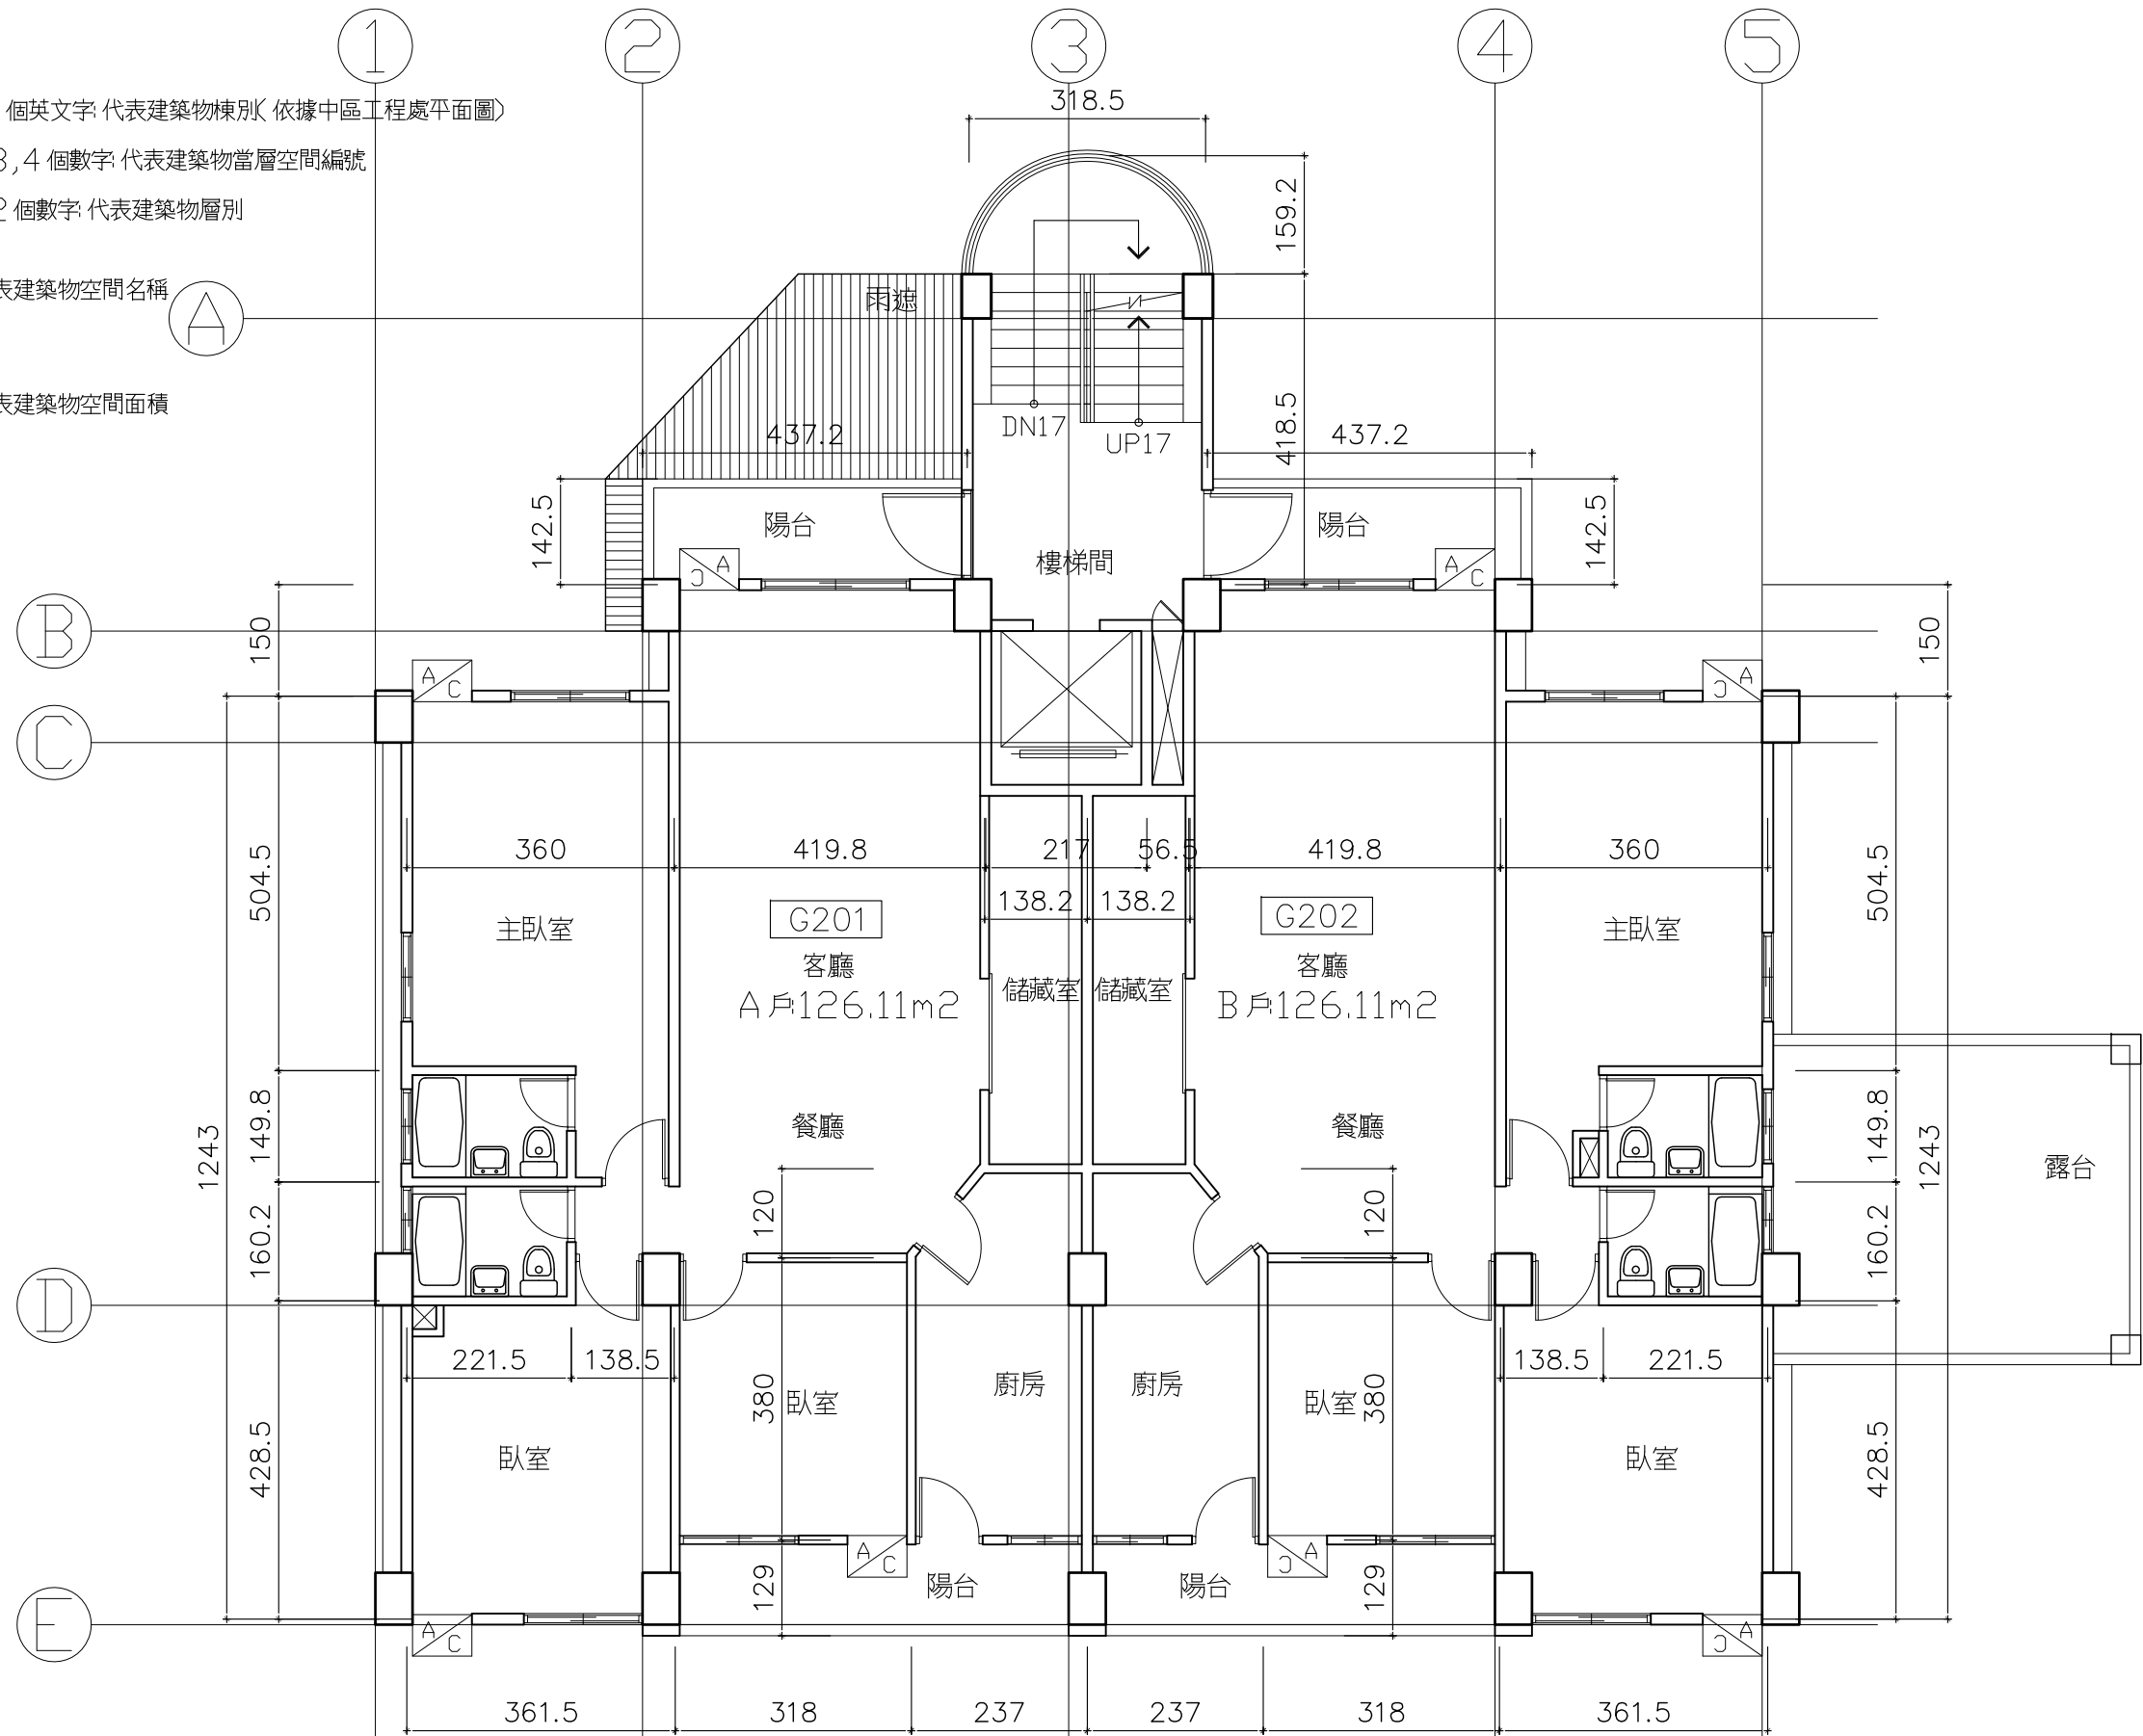 1 2 3 4 5
318.5
個英文字:代表建築物棟別(依據中區工程處平面圖)
3,4個數字:代表建築物當層空間編號
2個數字:代表建築物層別
159.2
表建築物空間名稱
雨遮
A
表建築物空間面積
DN17
UP17
437.2
418.5
437.2
142.5
陽台
陽台
142.5
樓梯間
A C
A C
B
150
150
A C
A C
C
504.5
360
419.8
217
56.5
419.8
360
504.5
138.2
138.2
G201
G202
主臥室
主臥室
客廳
儲藏室
儲藏室
客廳
A戶126.11m2
B戶126.11m2
149.8
餐廳
餐廳
149.8
1243
1243
露台
160.2
120
120
160.2
D
221.5
138.5
138.5
221.5
380
臥室
廚房
廚房
臥室
380
428.5
臥室
臥室
428.5
A C
A C
129
陽台
陽台
129
E
A C
A C
361.5
318
237
237
318
361.5